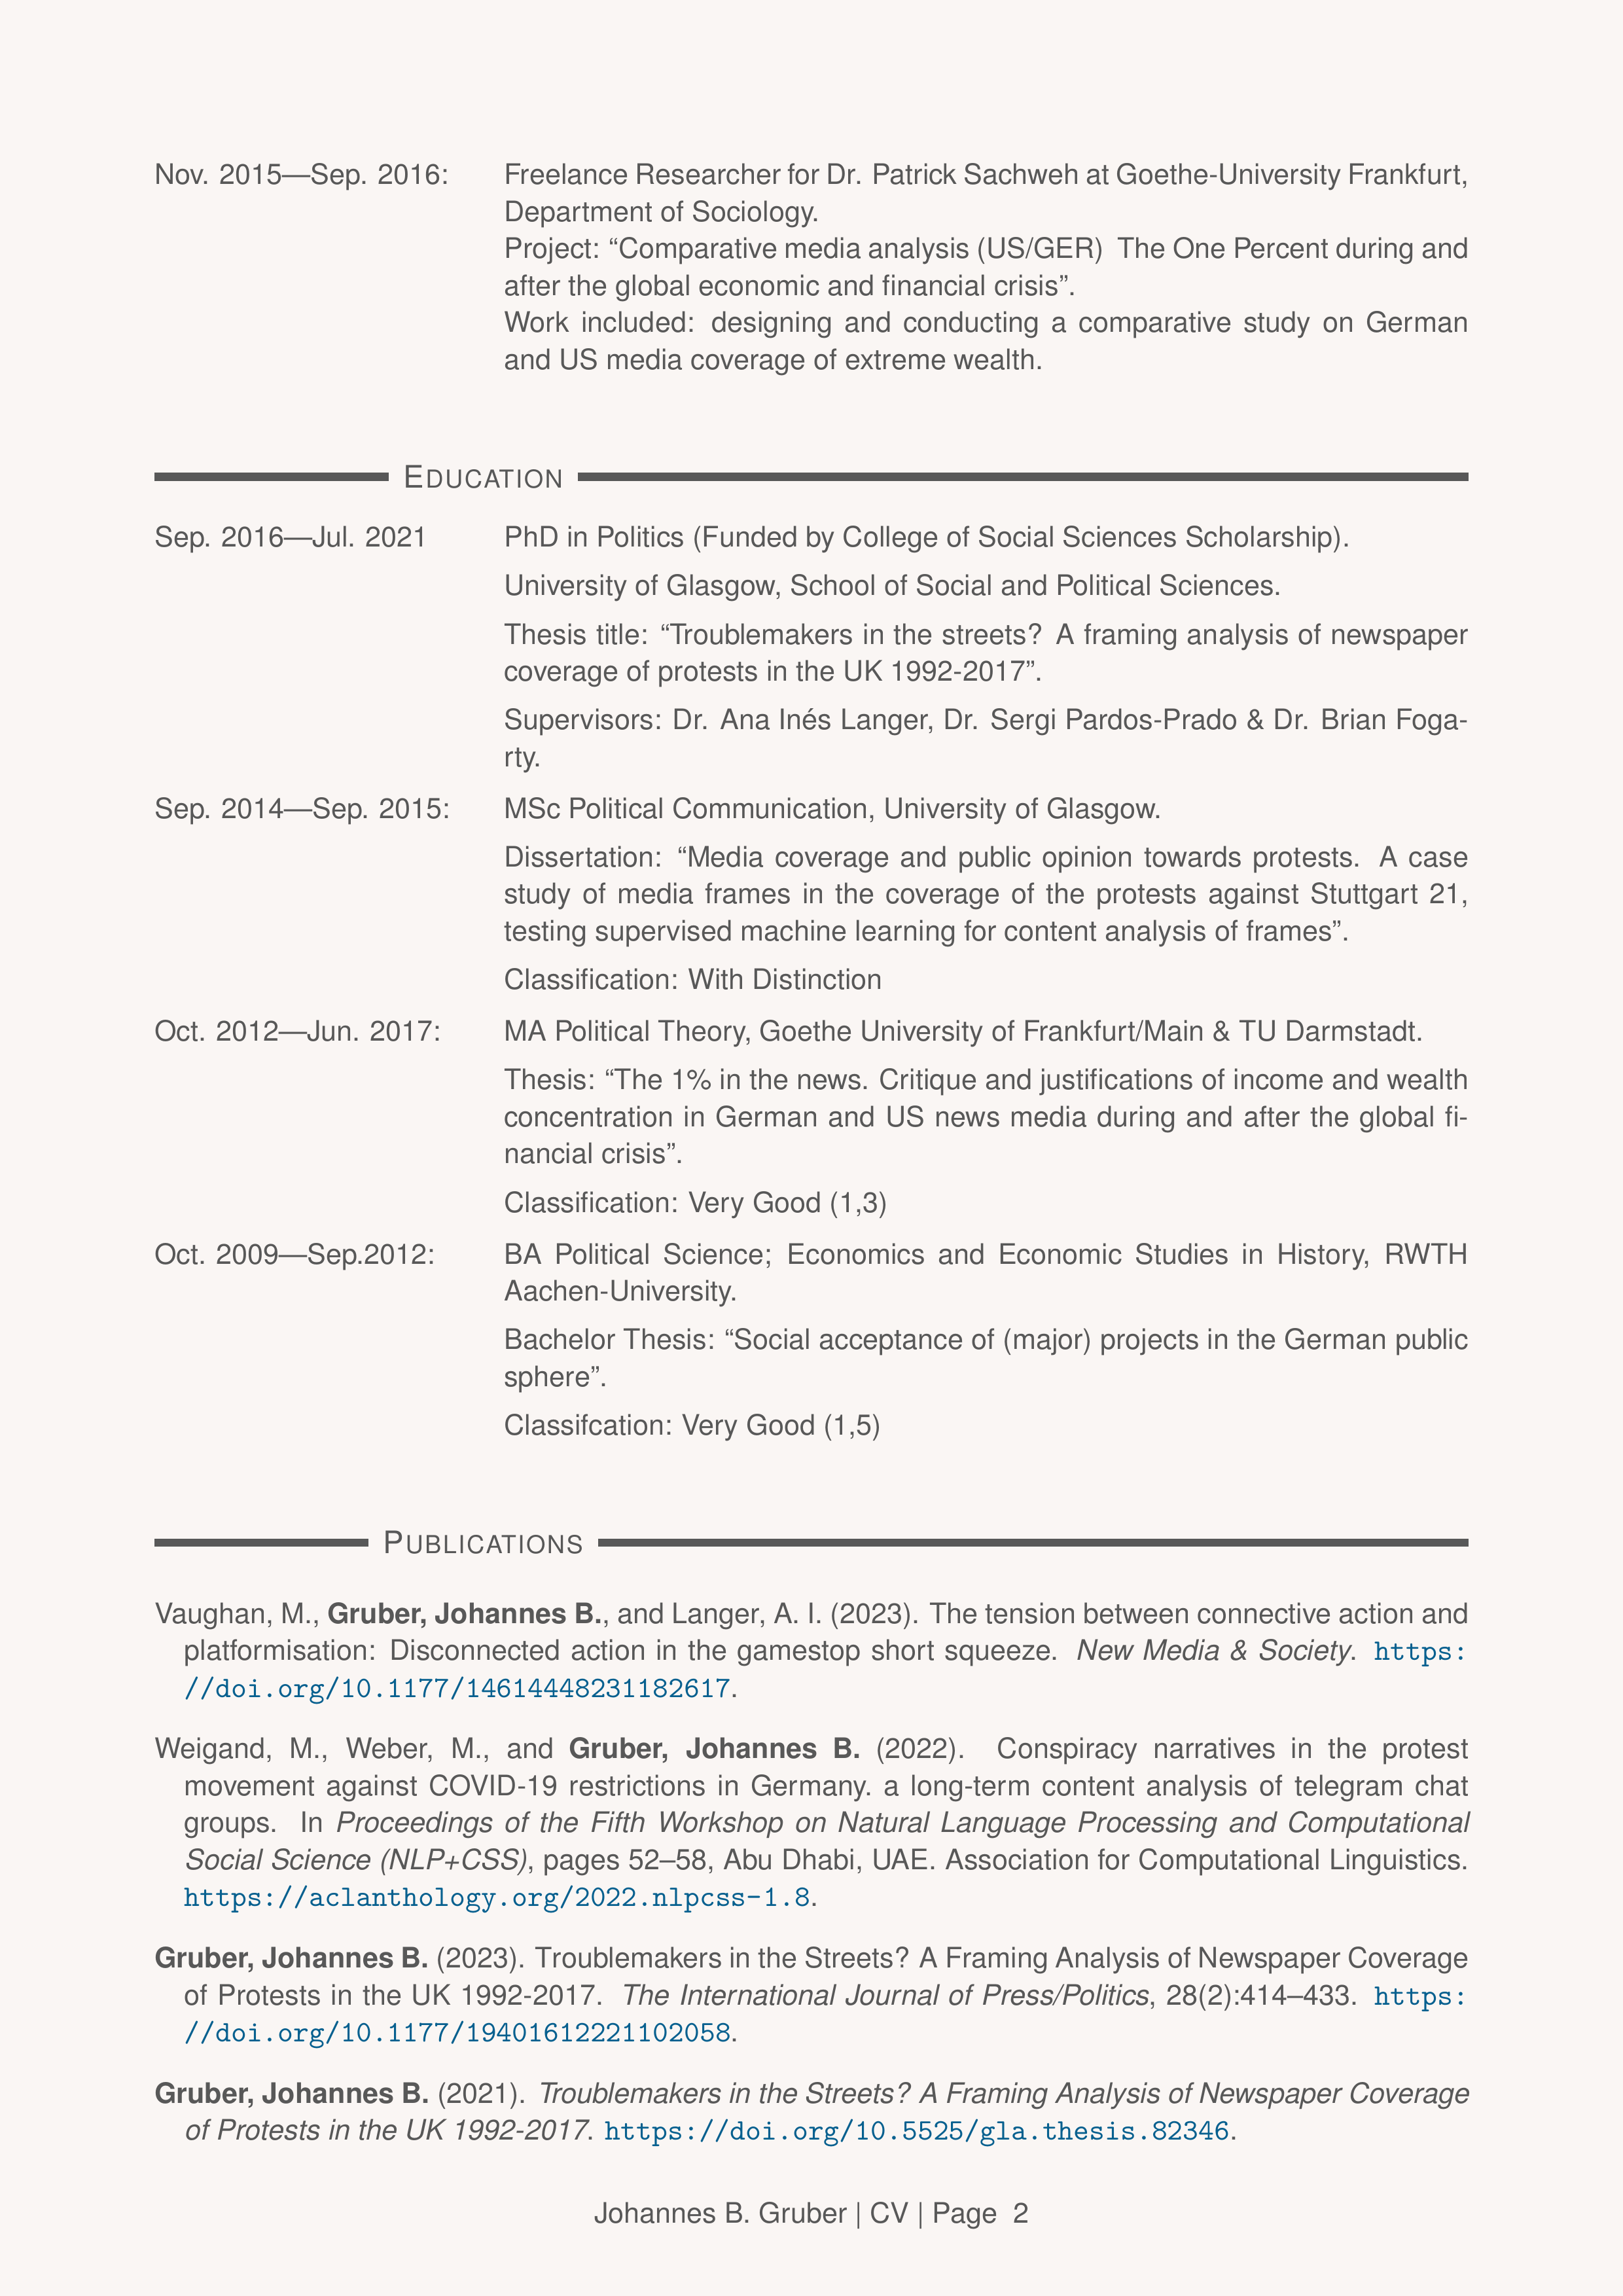 Nov. 2015—Sep. 2016: Freelance Researcher for Dr. Patrick Sachweh at Goethe-University Frankfurt,
Department of Sociology.
Project: “Comparative media analysis (US/GER) The One Percent during and
after the global economic and financial crisis”.
Work included: designing and conducting a comparative study on German
and US media coverage of extreme wealth.
EDUCATION
Sep. 2016—Jul. 2021 PhD in Politics (Funded by College of Social Sciences Scholarship).
University of Glasgow, School of Social and Political Sciences.
Thesis title: “Troublemakers in the streets? A framing analysis of newspaper
coverage of protests in the UK 1992-2017”.
Supervisors: Dr. Ana Inés Langer, Dr. Sergi Pardos-Prado & Dr. Brian Foga-
rty.
Sep. 2014—Sep. 2015: MSc Political Communication, University of Glasgow.
Dissertation: “Media coverage and public opinion towards protests. A case
study of media frames in the coverage of the protests against Stuttgart 21,
testing supervised machine learning for content analysis of frames”.
Classification: With Distinction
Oct. 2012—Jun. 2017: MA Political Theory, Goethe University of Frankfurt/Main & TU Darmstadt.
Thesis: “The 1% in the news. Critique and justifications of income and wealth
concentration in German and US news media during and after the global fi-
nancial crisis”.
Classification: Very Good (1,3)
Oct. 2009—Sep.2012: BA Political Science; Economics and Economic Studies in History, RWTH
Aachen-University.
Bachelor Thesis: “Social acceptance of (major) projects in the German public
sphere”.
Classifcation: Very Good (1,5)
PUBLICATIONS
Vaughan, M., Gruber, Johannes B., and Langer, A. I. (2023). The tension between connective action and
platformisation: Disconnected action in the gamestop short squeeze. New Media & Society. https:
//doi.org/10.1177/14614448231182617.
Weigand, M., Weber, M., and Gruber, Johannes B. (2022). Conspiracy narratives in the protest
movement against COVID-19 restrictions in Germany. a long-term content analysis of telegram chat
groups. In Proceedings of the Fifth Workshop on Natural Language Processing and Computational
Social Science (NLP+CSS), pages 52–58, Abu Dhabi, UAE. Association for Computational Linguistics.
https://aclanthology.org/2022.nlpcss-1.8.
Gruber, Johannes B. (2023). Troublemakers in the Streets? A Framing Analysis of Newspaper Coverage
of Protests in the UK 1992-2017. The International Journal of Press/Politics, 28(2):414–433. https:
//doi.org/10.1177/19401612221102058.
Gruber, Johannes B. (2021). Troublemakers in the Streets? A Framing Analysis of Newspaper Coverage
of Protests in the UK 1992-2017. https://doi.org/10.5525/gla.thesis.82346.
Johannes B. Gruber | CV | Page 2